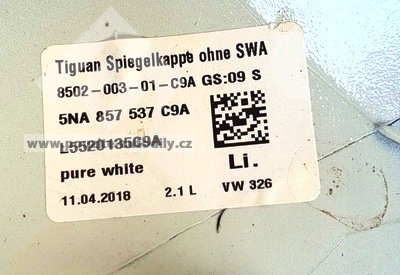 Tiguan Spiegelkappe ohne SWA
8502-003-01-C9A GS:09 S
5NA 857 537 C9A
L5520135C9A
pure white
Li.
11.04.2018 2.1 L VW 326